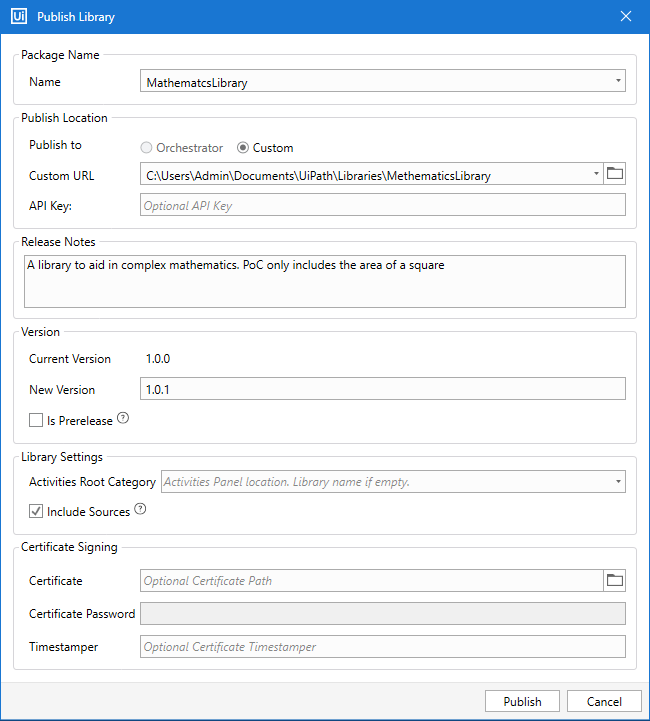 Ui Publish Library
Package Name
Name MathematcsLibrary
Publish Location
Publish to Orchestrator Custom
Custom URL C:\Users\Admin\Documents\UiPath\Libraries\MethematicsLibrary
API Key: Optional API Key
Release Notes
A library to aid in complex mathematics. PoC only includes the area of a square
Version
Current Version 1.0.0
New Version 1.0.1
Is Prerelease ?
Library Settings
Activities Root Category Activities Panel location. Library name if empty.
Include Sources ?
Certificate Signing
Certificate Optional Certificate Path
Certificate Password
Timestamper Optional Certificate Timestamper
Publish Cancel